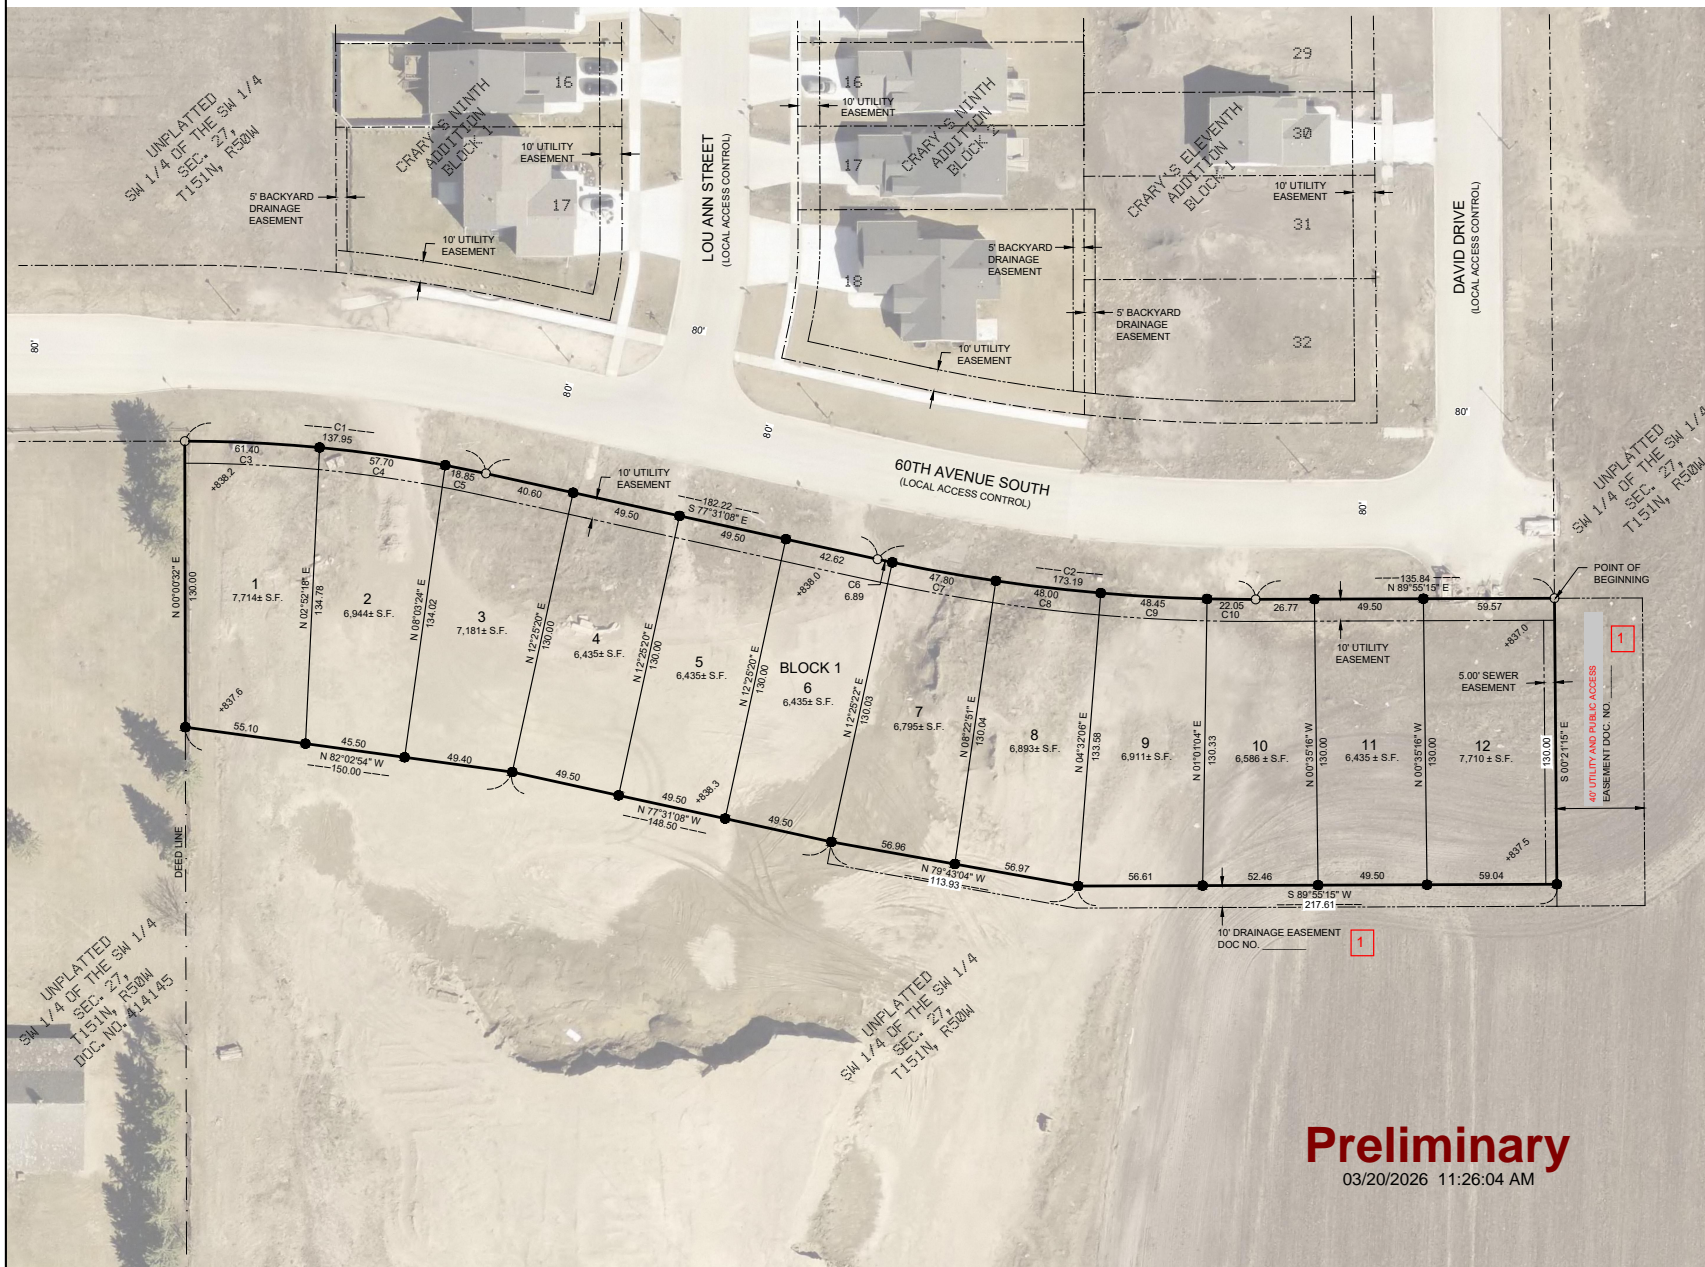 UNPLATTED
SW 1/4 OF THE SW 1/4
SEC. 27,
T151N, R50W
16
CRARY'S NINTH
ADDITION
BLOCK 1
10' UTILITY
EASEMENT
17
5' BACKYARD
DRAINAGE
EASEMENT
10' UTILITY
EASEMENT
LOU ANN STREET
(LOCAL ACCESS CONTROL)
16
10' UTILITY
EASEMENT
CRARY'S NINTH
ADDITION
BLOCK 2
17
18
5' BACKYARD
DRAINAGE
EASEMENT
10' UTILITY
EASEMENT
29
30
CRARY'S ELEVENTH
ADDITION
BLOCK 1
10' UTILITY
EASEMENT
31
5' BACKYARD
DRAINAGE
EASEMENT
32
DAVID DRIVE
(LOCAL ACCESS CONTROL)
80'
80'
80'
80'
80'
80'
60TH AVENUE SOUTH
(LOCAL ACCESS CONTROL)
UNPLATTED
SW 1/4 OF THE SW 1/4
SEC. 27,
T151N, R50W
C1
137.95
61.40
C3
57.70
C4
18.85
C5
40.60
10' UTILITY
EASEMENT
182.22
S 77°31'08" E
49.50
49.50
42.62
C6
6.89
47.80
C7
C2
173.19
48.00
C8
48.45
C9
22.05
C10
26.77
135.84
N 89°55'15" E
49.50
59.57
POINT OF
BEGINNING
+838.2
+838.0
+837.0
N 00°00'32" E
130.00
1
7,714± S.F.
N 02°52'18" E
134.78
2
6,944± S.F.
N 08°03'24" E
134.02
3
7,181± S.F.
N 12°25'20" E
130.00
4
6,435± S.F.
N 12°25'20" E
130.00
5
6,435± S.F.
N 12°25'20" E
130.00
BLOCK 1
6
6,435± S.F.
N 12°25'22" E
130.03
7
6,795± S.F.
N 08°22'51" E
130.04
8
6,893± S.F.
N 04°32'06" E
133.58
9
6,911± S.F.
N 01°01'04" E
130.33
10
6,586 ± S.F.
N 00°35'16" W
130.00
10' UTILITY
EASEMENT
11
6,435 ± S.F.
N 00°35'16" W
130.00
12
7,710 ± S.F.
5.00' SEWER
EASEMENT
130.00
S 00°21'15" E
40' UTILITY AND PUBLIC ACCESS
EASEMENT DOC. NO. ______
1
+837.6
+838.3
+837.5
55.10
45.50
N 82°02'54" W
150.00
49.40
49.50
49.50
N 77°31'08" W
148.50
49.50
56.96
N 79°43'04" W
113.93
56.97
56.61
52.46
S 89°55'15" W
217.61
49.50
59.04
10' DRAINAGE EASEMENT
DOC NO. ________
1
DEED LINE
UNPLATTED
SW 1/4 OF THE SW 1/4
SEC. 27,
T151N, R50W
DOC. NO. 414145
UNPLATTED
SW 1/4 OF THE SW 1/4
SEC. 27,
T151N, R50W
Preliminary
03/20/2026 11:26:04 AM